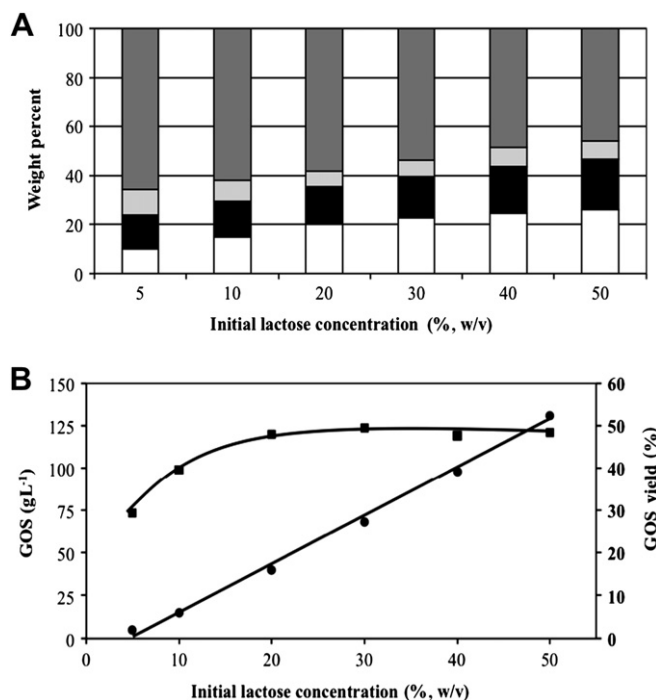 A
100
80
60
40
20
0
Weight percent
5 10 20 30 40 50
Initial lactose concentration (%, w/v)
B
150
125
100
75
50
25
0
GOS (gL-1)
60
50
40
30
20
10
0
GOS yield (%)
0 10 20 30 40 50
Initial lactose concentration (%, w/v)